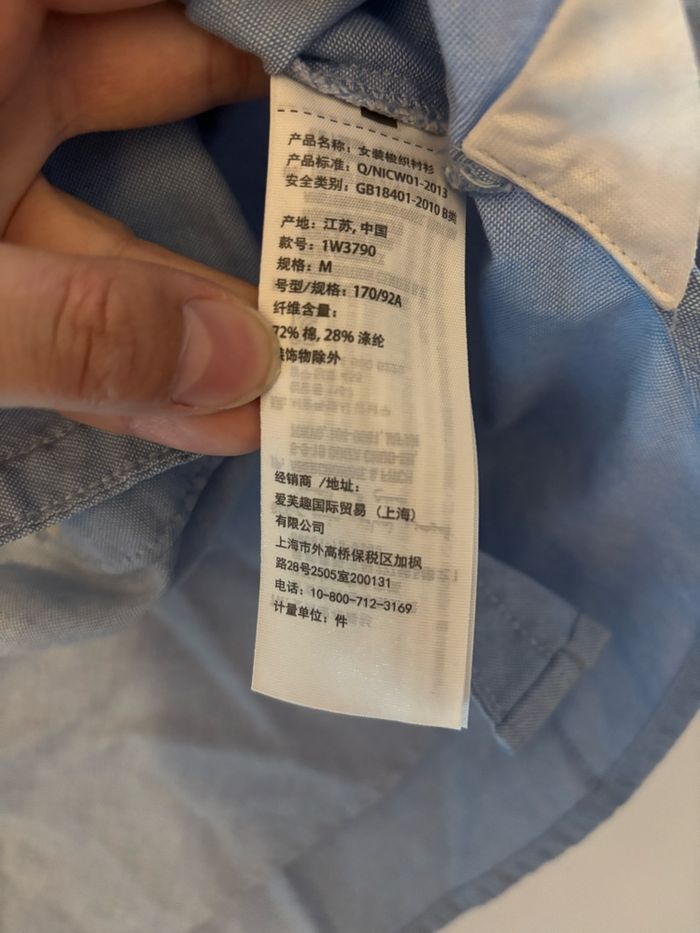 产品名称：女装梭织衬衫
产品标准：Q/NICW01-2013
安全类别：GB18401-2010 B类
产地：江苏, 中国
款号：1W3790
规格：M
号型/规格：170/92A
纤维含量：
72% 棉, 28% 涤纶
装饰物除外
经销商 /地址：
爱芙趣国际贸易（上海）
有限公司
上海市外高桥保税区加枫
路28号2505室200131
电话：10-800-712-3169
计量单位：件